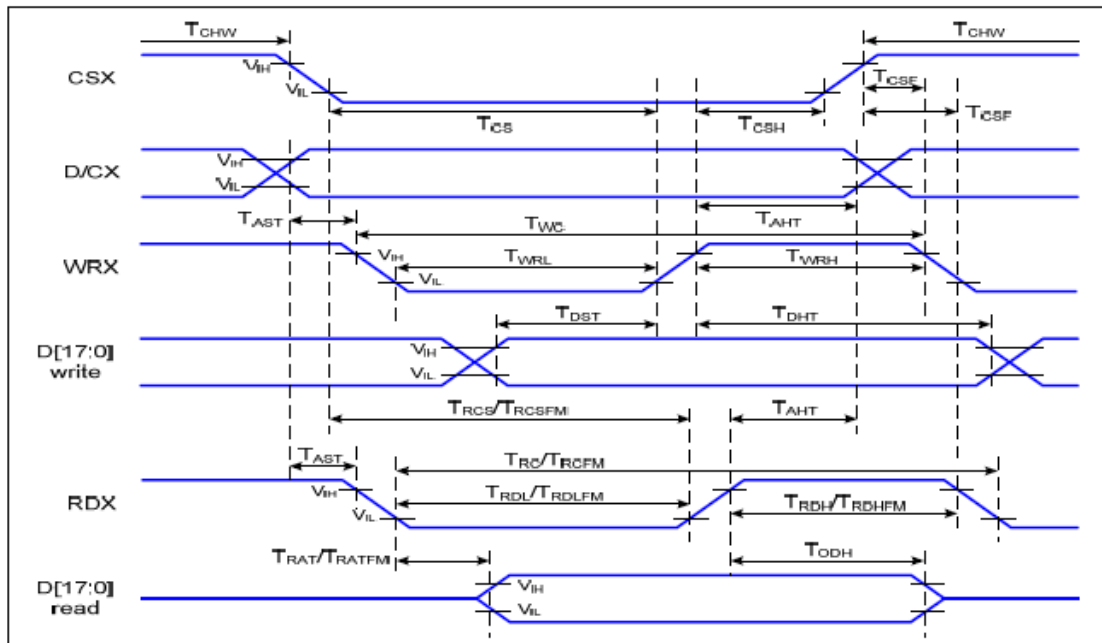 TCHW TCHW
CSX VIH
VIL
TCSF
TCSF
TCS TCSH
D/CX VIH
VIL
TAST TWC TAHT
WRX VIH
VIL
TWRL TWRH
TDST TDHT
D[17:0] VIH
write VIL
TRCS/TRCSFM TAHT
TAST TRC/TRCFM
RDX VIH
VIL
TRDL/TRDLFM TRDH/TRDHFM
TRAT/TRATFM TODH
D[17:0] VIH
read VIL